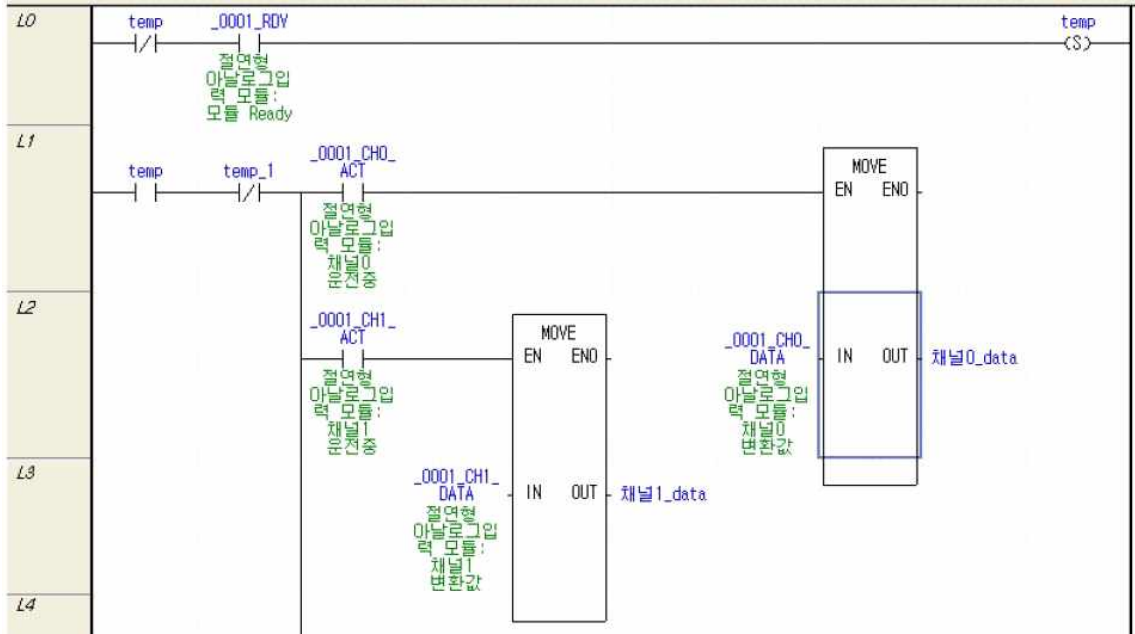 L0
temp
_0001_RDY
temp
(S)
절연형
아날로그입
력 모듈:
모듈 Ready
L1
temp
temp_1
_0001_CH0_
ACT
MOVE
EN
ENO
절연형
아날로그입
력 모듈:
채널0
운전중
L2
_0001_CH1_
ACT
MOVE
EN
ENO
_0001_CH0_
DATA
IN
OUT
채널0_data
절연형
아날로그입
력 모듈:
채널1
운전중
절연형
아날로그입
력 모듈:
채널0
변환값
L3
_0001_CH1_
DATA
IN
OUT
채널1_data
절연형
아날로그입
력 모듈:
채널1
변환값
L4